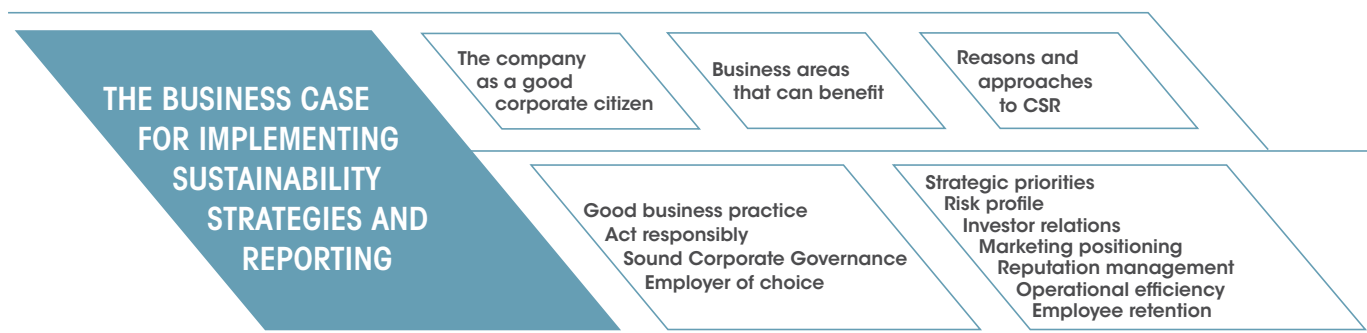 THE BUSINESS CASE
FOR IMPLEMENTING
SUSTAINABILITY
STRATEGIES AND
REPORTING
The company
as a good
corporate citizen
Business areas
that can benefit
Reasons and
approaches
to CSR
Good business practice
Act responsibly
Sound Corporate Governance
Employer of choice
Strategic priorities
Risk profile
Investor relations
Marketing positioning
Reputation management
Operational efficiency
Employee retention